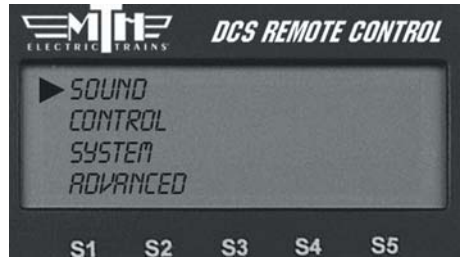 MTH DCS REMOTE CONTROL
ELECTRIC TRAINS
SOUND
CONTROL
SYSTEM
ADVANCED
S1 S2 S3 S4 S5